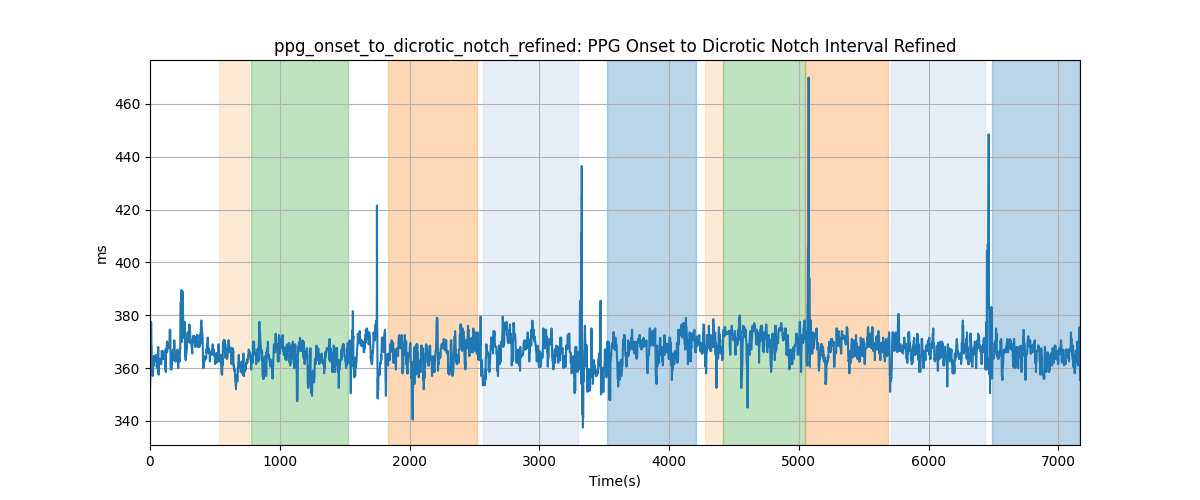 ppg_onset_to_dicrotic_notch_refined: PPG Onset to Dicrotic Notch Interval Refined
460
440
420
400
380
360
340
ms
0 1000 2000 3000 4000 5000 6000 7000
Time(s)